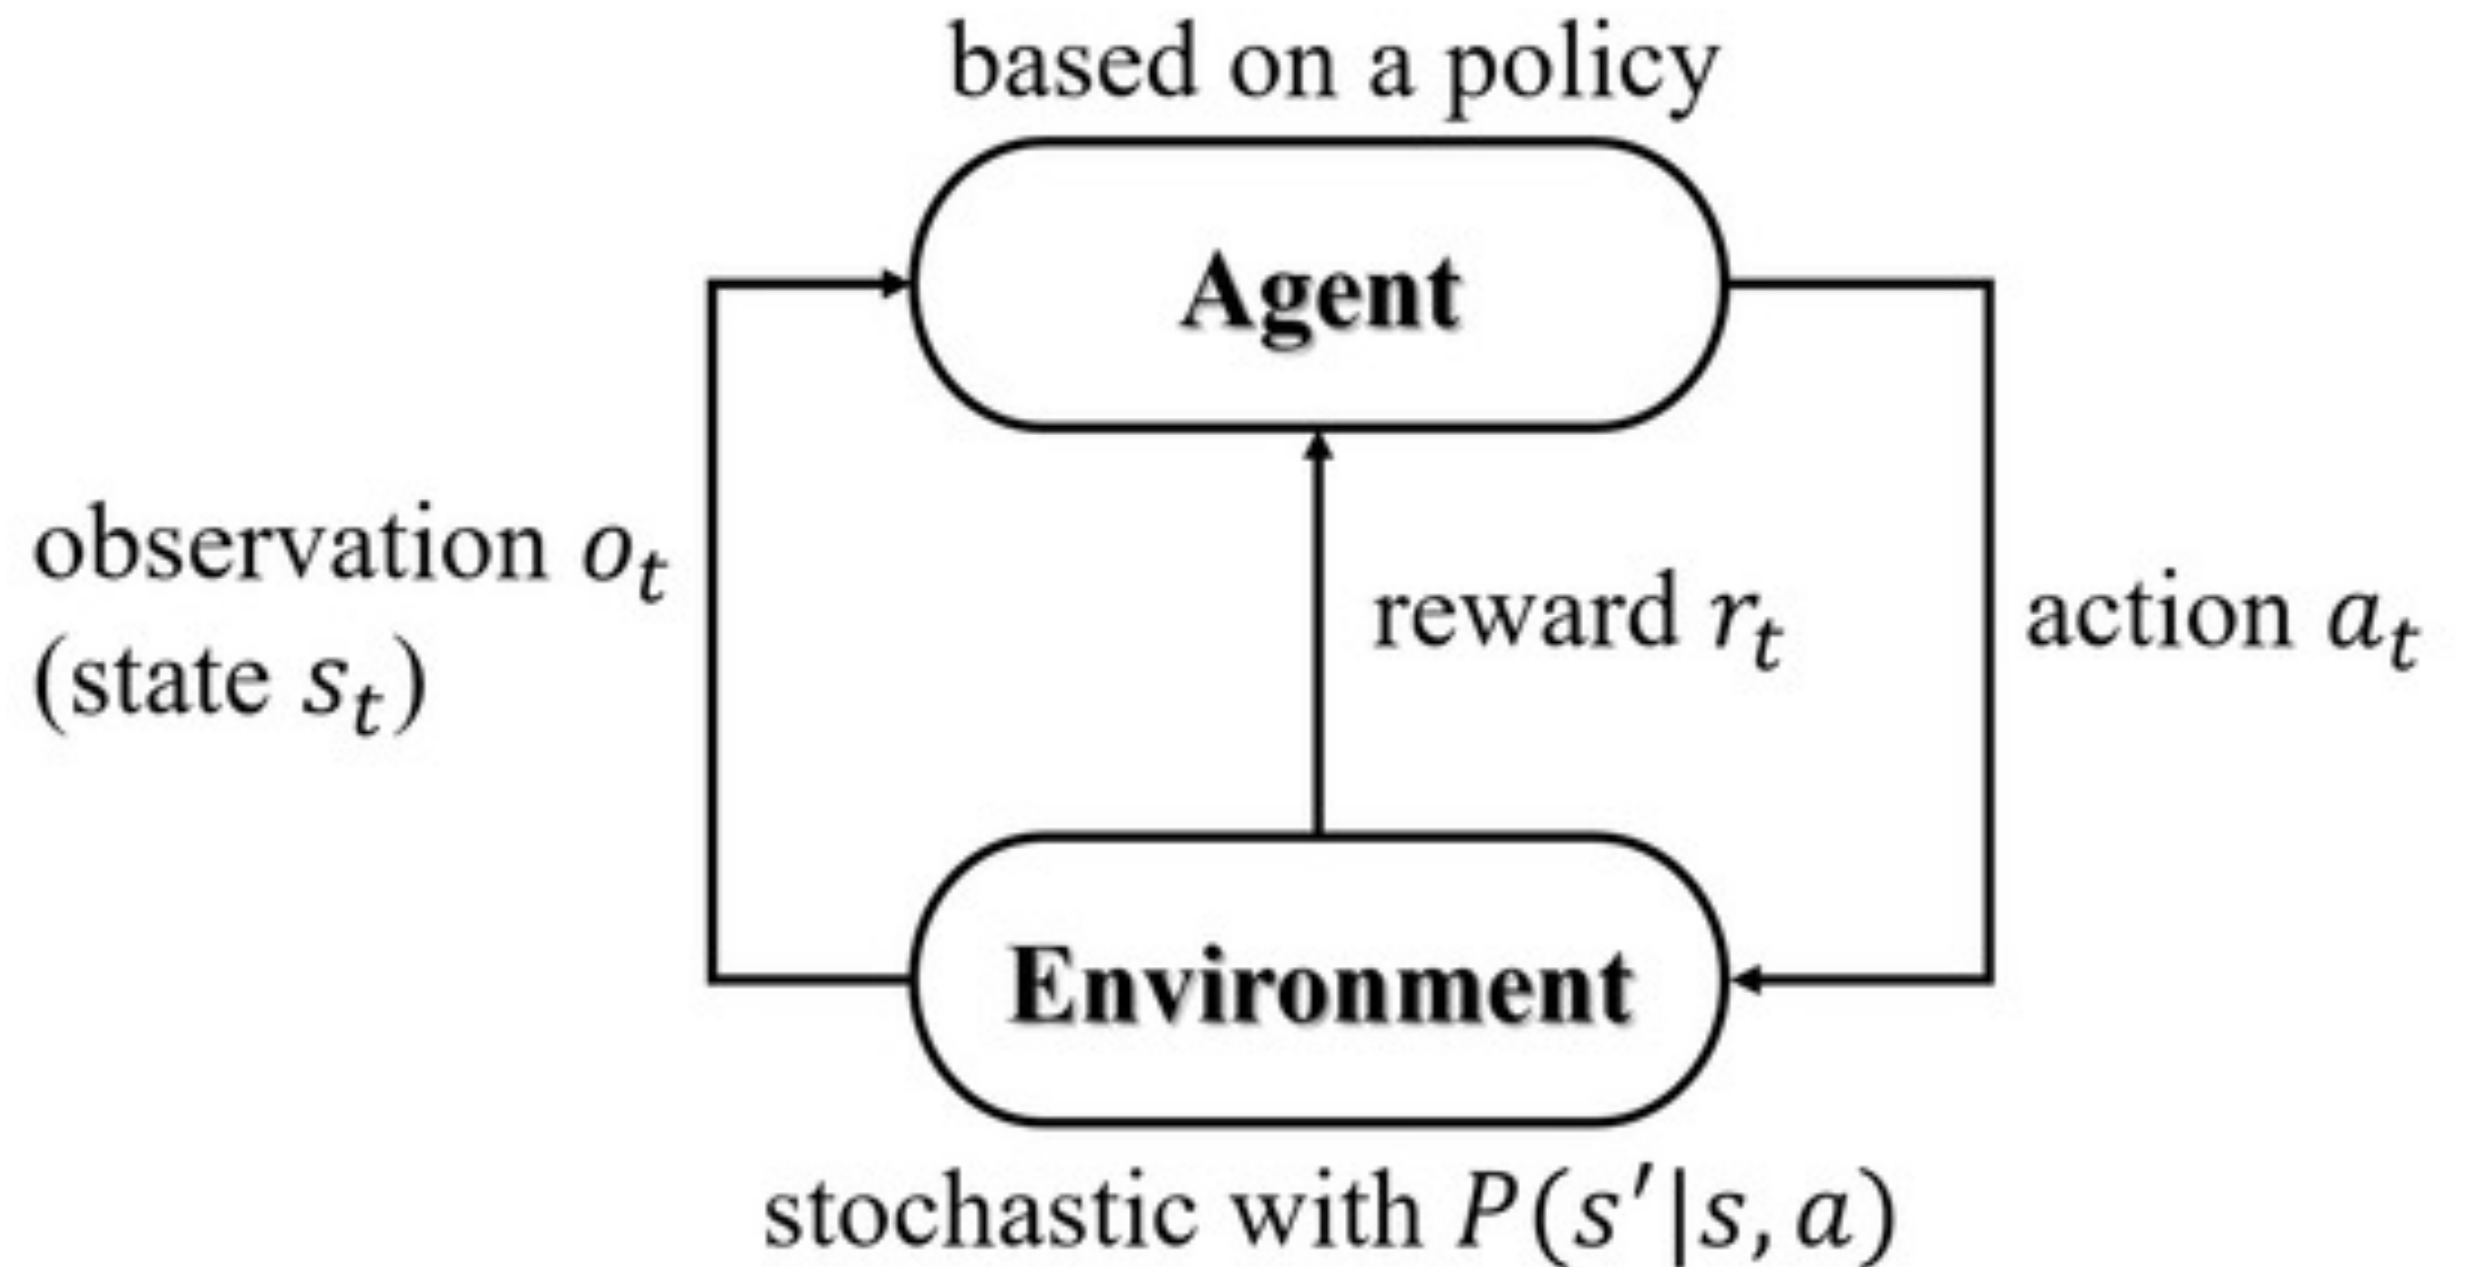 based on a policy
Agent
observation oₜ
(state sₜ)
reward rₜ
action aₜ
Environment
stochastic with P(s′|s, a)